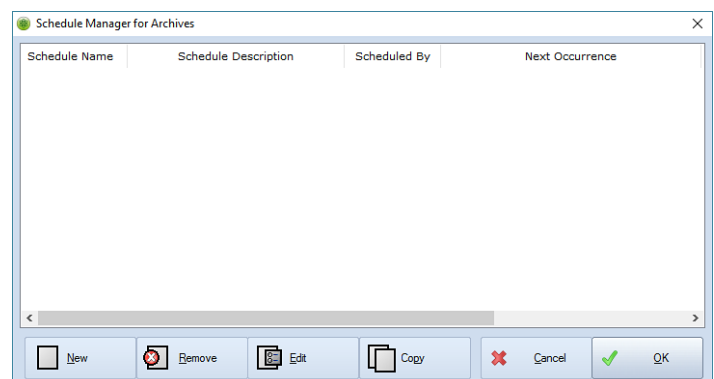 Schedule Manager for Archives
Schedule Name Schedule Description Scheduled By Next Occurrence
New Remove Edit Copy Cancel OK